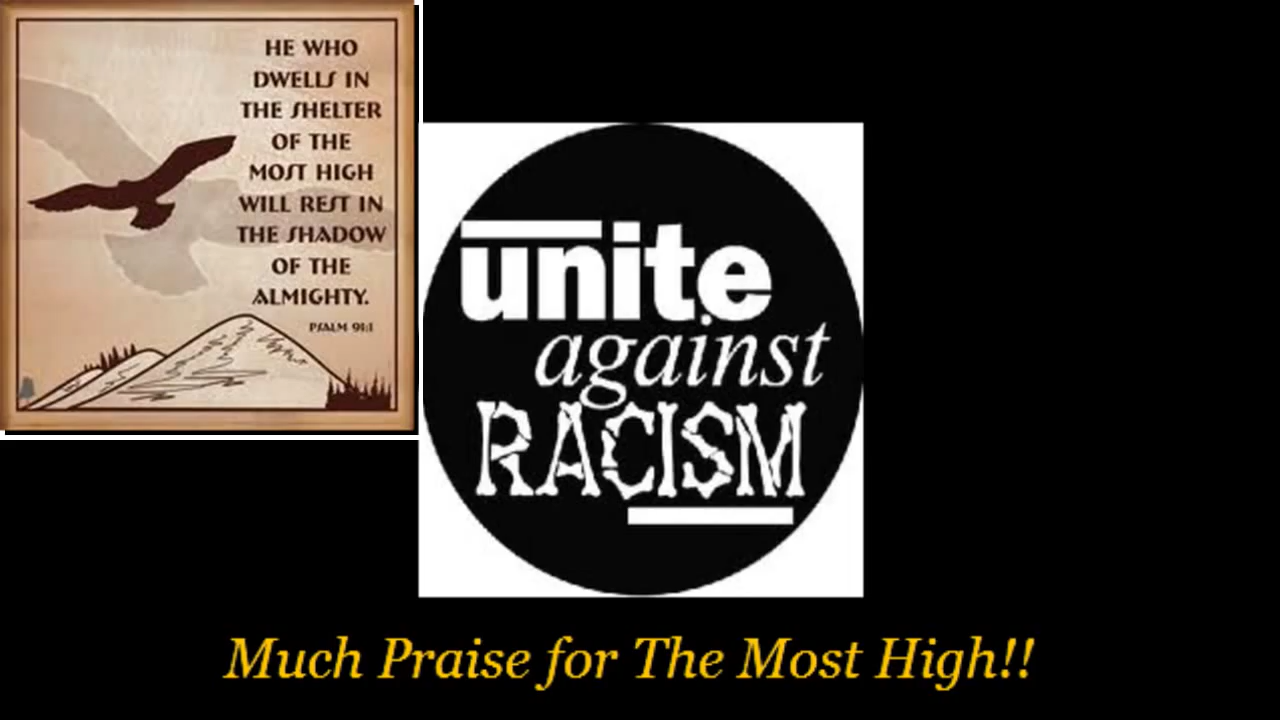 HE WHO
DWELLS IN
THE SHELTER
OF THE
MOST HIGH
WILL REST IN
THE SHADOW
OF THE
ALMIGHTY.
PSALM 91:1
unite
against
RACISM
Much Praise for The Most High!!